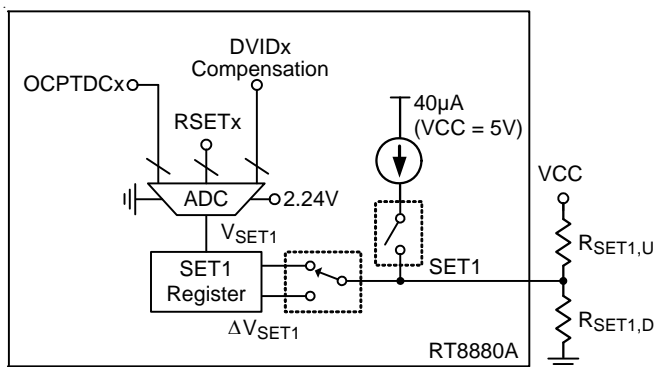 DVIDx
Compensation
OCPTDCx
RSETx
40µA
(VCC = 5V)
VCC
ADC
2.24V
VSET1
SET1
Register
SET1
RSET1,U
ΔVSET1
RSET1,D
RT8880A